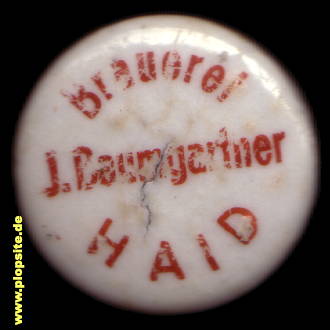 Brauerei
J. Baumgartner
HAID
www.plopsite.de